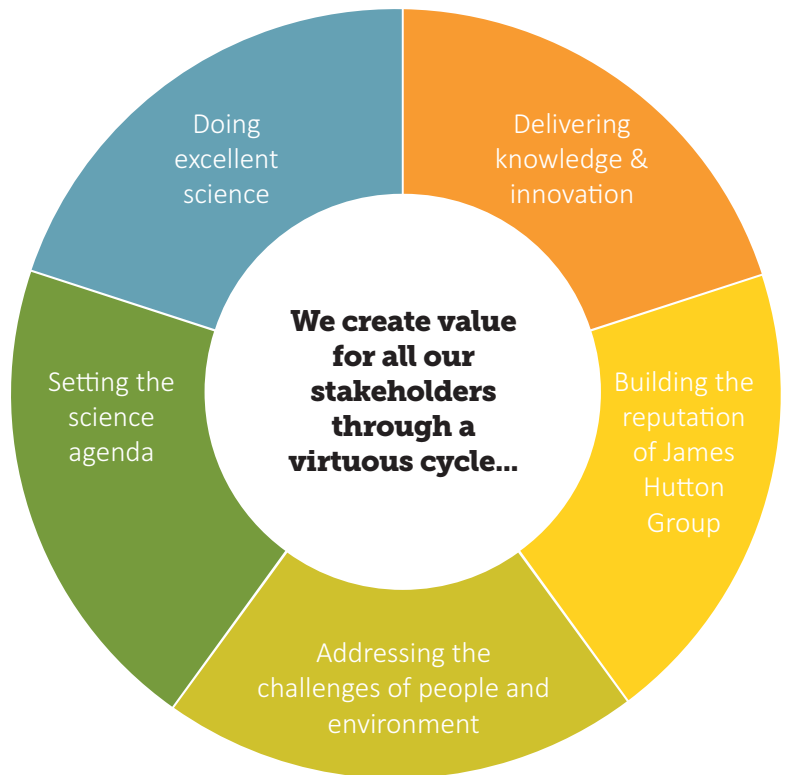 Doing
excellent
science
Delivering
knowledge &
innovation
We create value
for all our
stakeholders
through a
virtuous cycle...
Setting the
science
agenda
Building the
reputation
of James
Hutton
Group
Addressing the
challenges of people and
environment